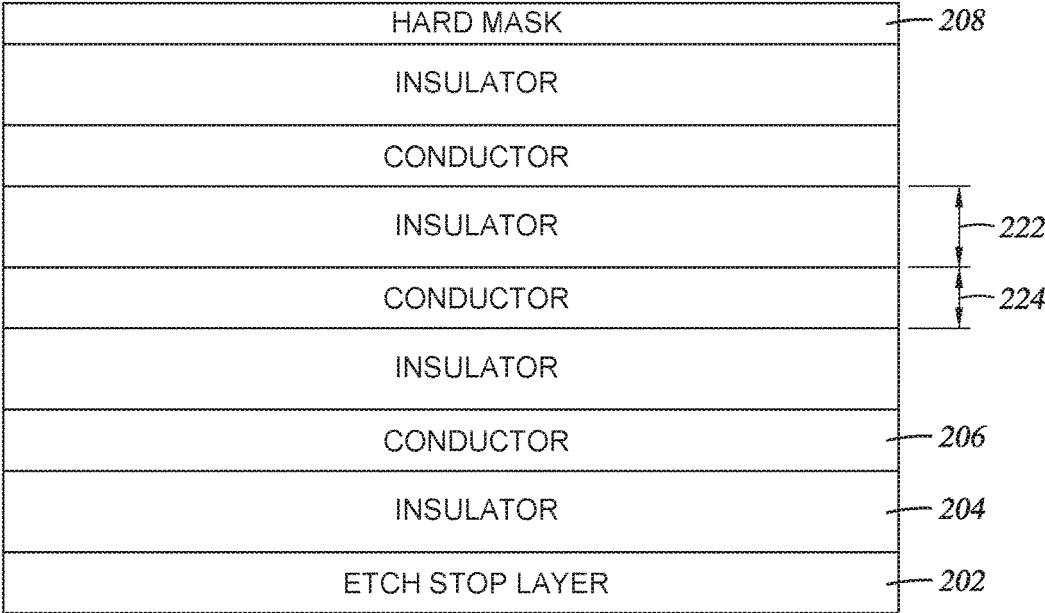 HARD MASK 208
INSULATOR
CONDUCTOR
INSULATOR 222
CONDUCTOR 224
INSULATOR
CONDUCTOR 206
INSULATOR 204
ETCH STOP LAYER 202